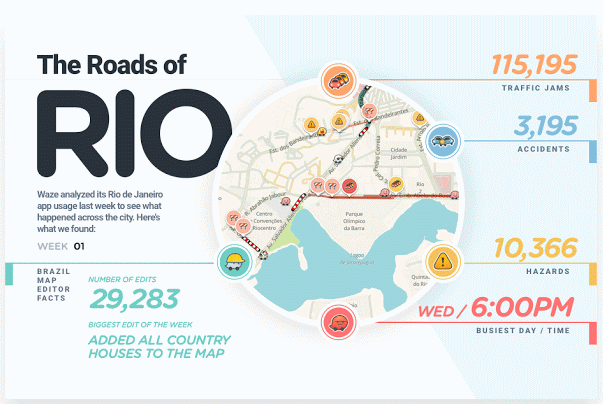 The Roads of
RIO
Waze analyzed its Rio de Janeiro
app usage last week to see what
happened across the city. Here's
what we found:
WEEK 01
BRAZIL
MAP
EDITOR
FACTS
NUMBER OF EDITS
29,283
BIGGEST EDIT OF THE WEEK
ADDED ALL COUNTRY
HOUSES TO THE MAP
115,195
TRAFFIC JAMS
3,195
ACCIDENTS
10,366
HAZARDS
WED / 6:00PM
BUSIEST DAY / TIME
Cidade
Jardim
Rio
Centro
Convenções
Riocentro
Parque
Olímpico
da Barra